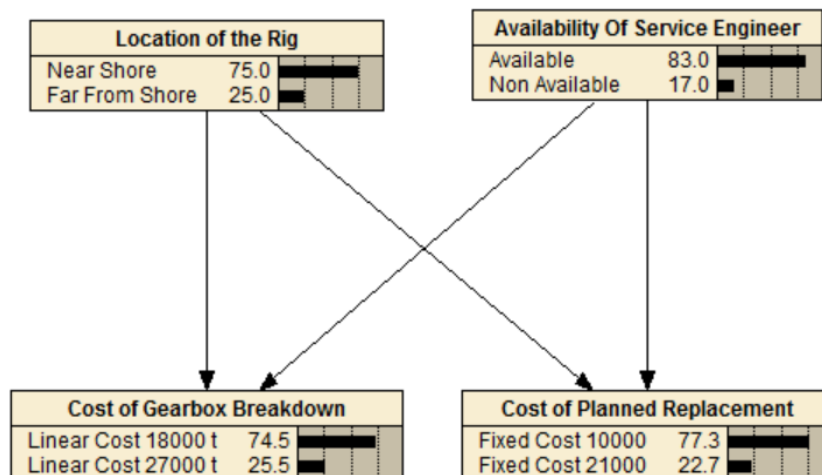 Location of the Rig
Near Shore 75.0
Far From Shore 25.0
Availability Of Service Engineer
Available 83.0
Non Available 17.0
Cost of Gearbox Breakdown
Linear Cost 18000 t 74.5
Linear Cost 27000 t 25.5
Cost of Planned Replacement
Fixed Cost 10000 77.3
Fixed Cost 21000 22.7